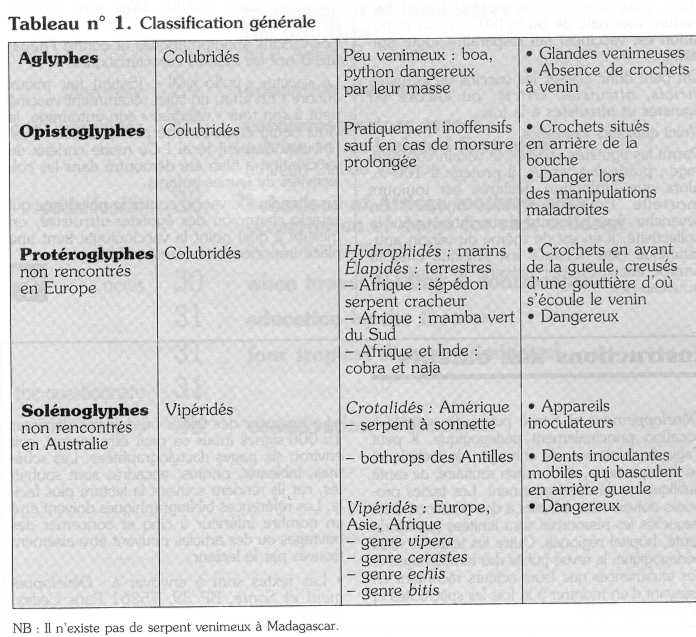 Tableau n° 1. Classification générale
Aglyphes
Colubridés
Peu venimeux : boa,
python dangereux
par leur masse
• Glandes venimeuses
• Absence de crochets
à venin
Opistoglyphes
Colubridés
Pratiquement inoffensifs
sauf en cas de morsure
prolongée
• Crochets situés
en arrière de la
bouche
• Danger lors
des manipulations
maladroites
Protéroglyphes
non rencontrés
en Europe
Colubridés
Hydrophidés : marins
Élapidés : terrestres
– Afrique : sépédon
serpent cracheur
– Afrique : mamba vert
du Sud
– Afrique et Inde :
cobra et naja
• Crochets en avant
de la gueule, creusés
d'une gouttière d'où
s'écoule le venin
• Dangereux
Solénoglyphes
non rencontrés
en Australie
Vipéridés
Crotalidés : Amérique
– serpent à sonnette
– bothrops des Antilles
Vipéridés : Europe,
Asie, Afrique
– genre vipera
– genre cerastes
– genre echis
– genre bitis
• Appareils
inoculateurs
• Dents inoculantes
mobiles qui basculent
en arrière gueule
• Dangereux
NB : Il n'existe pas de serpent venimeux à Madagascar.